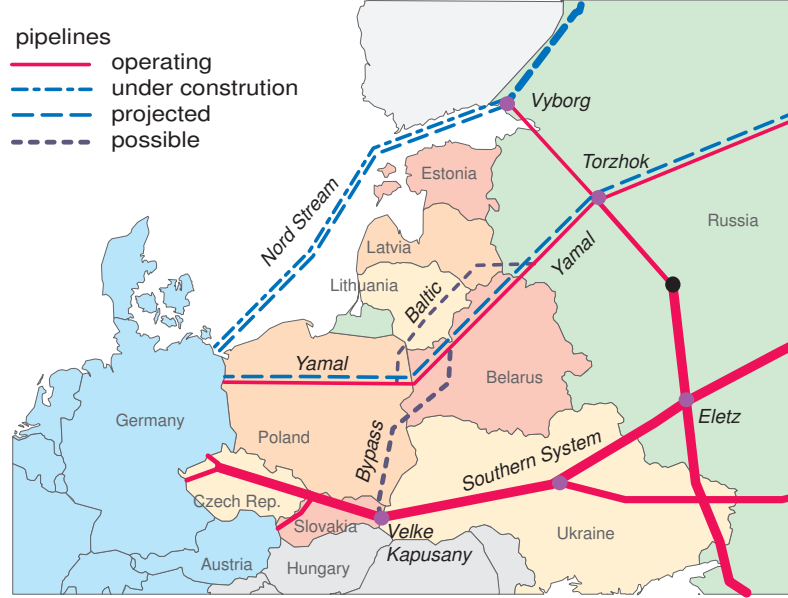 pipelines
operating
under constrution
projected
possible
Vyborg
Torzhok
Estonia
Nord Stream
Russia
Latvia
Yamal
Lithuania
Baltic
Yamal
Belarus
Germany
Eletz
Poland
Bypass
Southern System
Czech Rep.
Slovakia
Velke
Kapusany
Ukraine
Austria
Hungary